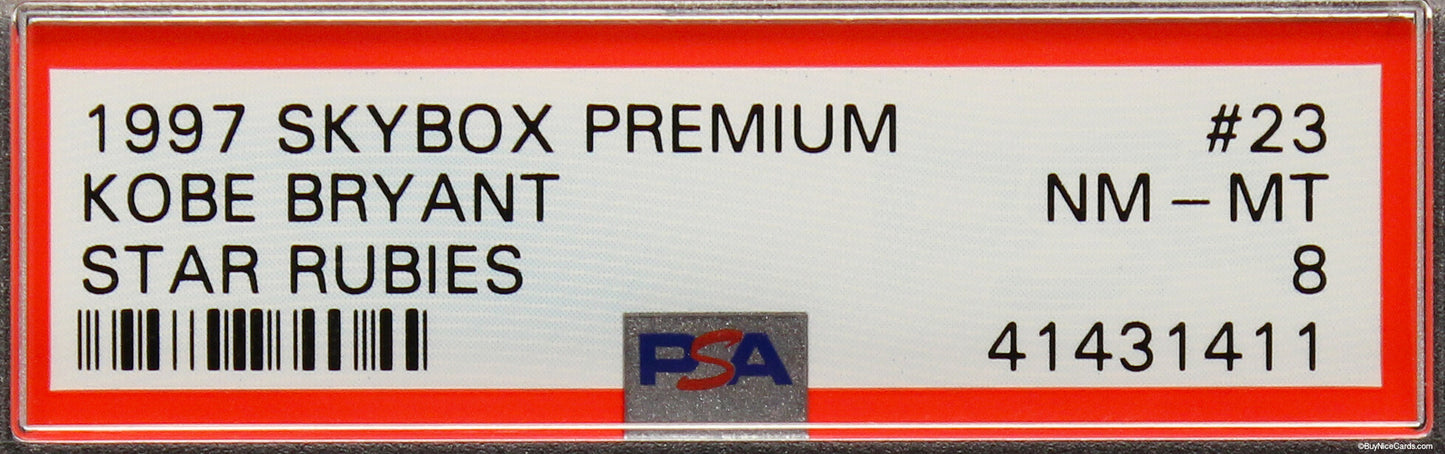 1997 SKYBOX PREMIUM #23
KOBE BRYANT NM - MT
STAR RUBIES 8
PSA 41431411
©BuyNiceCards.com